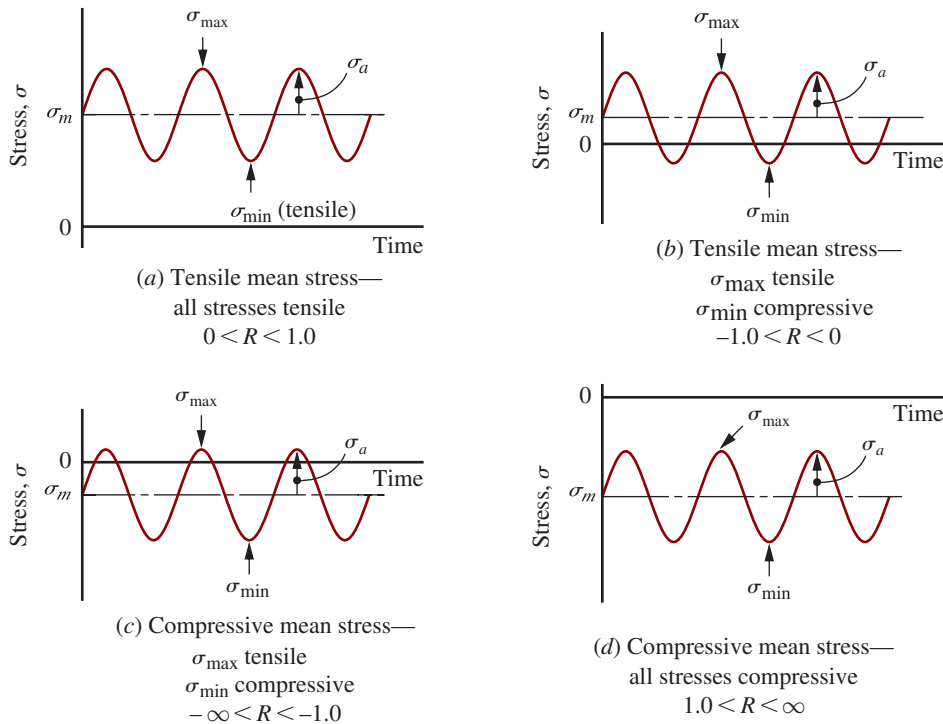 σmax
σa
Stress, σ
σm
σmin (tensile)
0
Time
(a) Tensile mean stress—
all stresses tensile
0 < R < 1.0
σmax
σa
Stress, σ
σm
0
Time
σmin
(b) Tensile mean stress—
σmax tensile
σmin compressive
–1.0 < R < 0
σmax
σa
Stress, σ
0
Time
σm
σmin
(c) Compressive mean stress—
σmax tensile
σmin compressive
– ∞ < R < –1.0
0
Time
σmax
σa
Stress, σ
σm
σmin
(d) Compressive mean stress—
all stresses compressive
1.0 < R < ∞